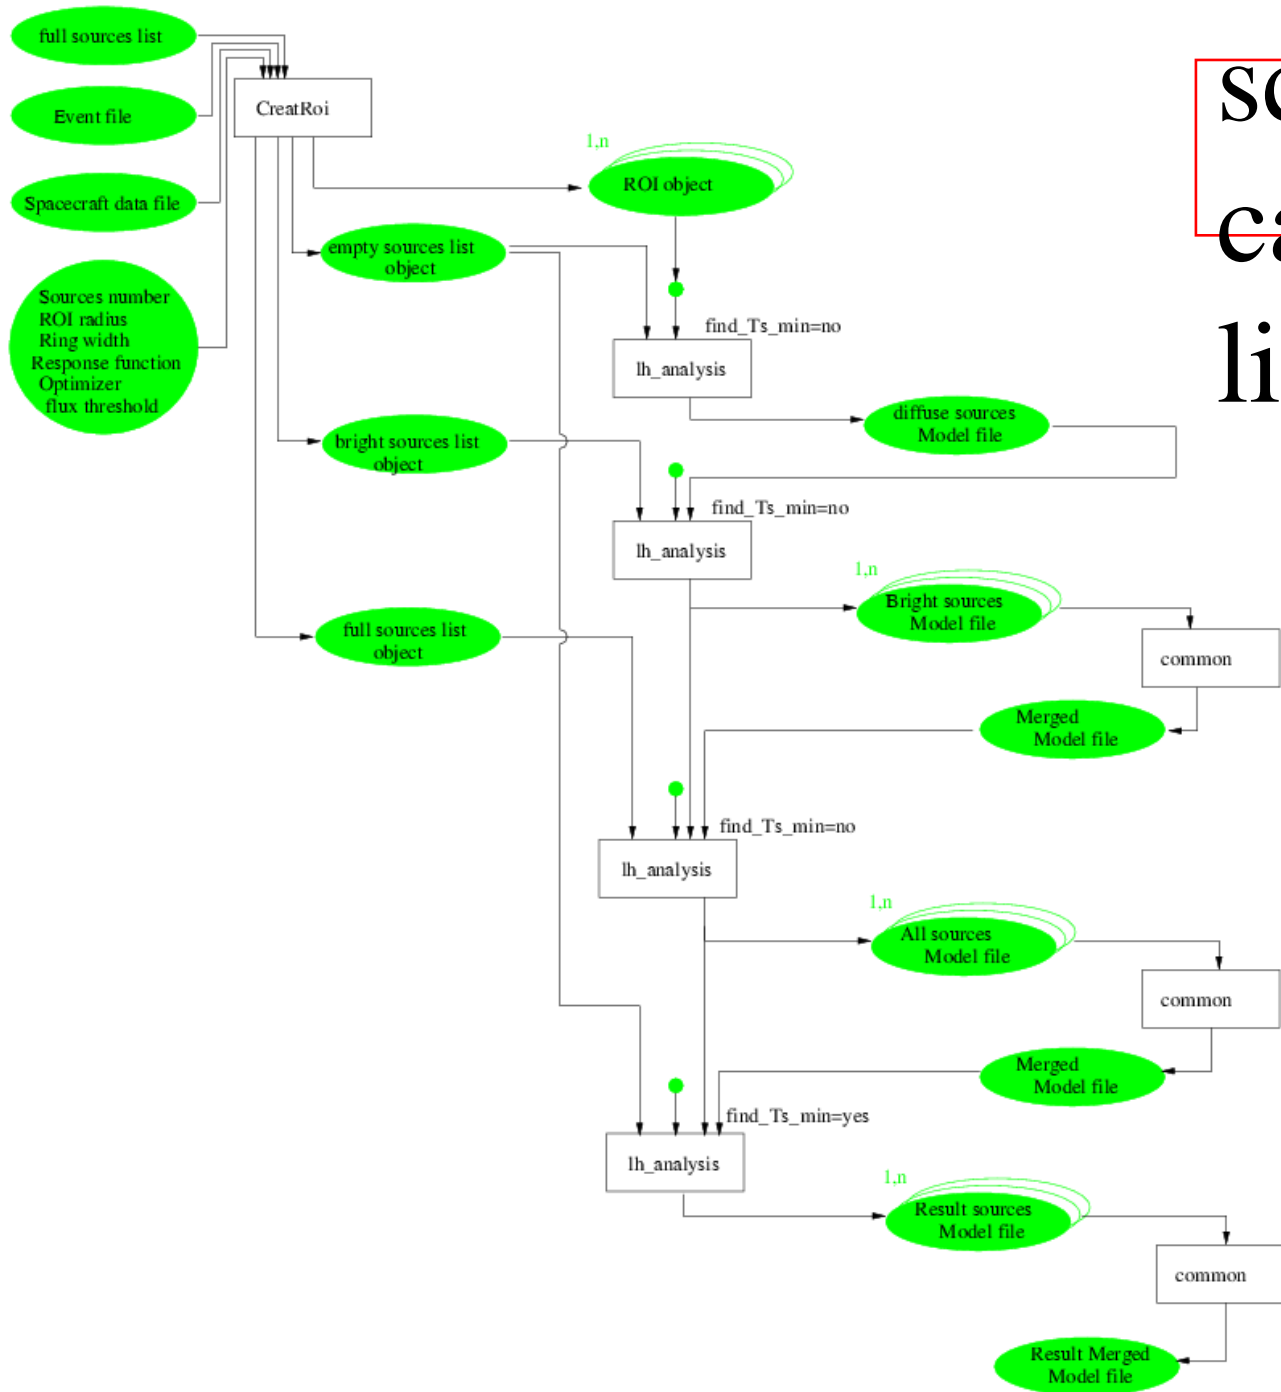 full sources list
Event file
Spacecraft data file
Sources number
ROI radius
Ring width
Response function
Optimizer
flux threshold
CreatRoi
1,n
ROI object
empty sources list
object
find_Ts_min=no
lh_analysis
diffuse sources
Model file
bright sources list
object
find_Ts_min=no
lh_analysis
1,n
Bright sources
Model file
common
full sources list
object
Merged
Model file
find_Ts_min=no
lh_analysis
1,n
All sources
Model file
common
Merged
Model file
find_Ts_min=yes
lh_analysis
1,n
Result sources
Model file
common
Result Merged
Model file